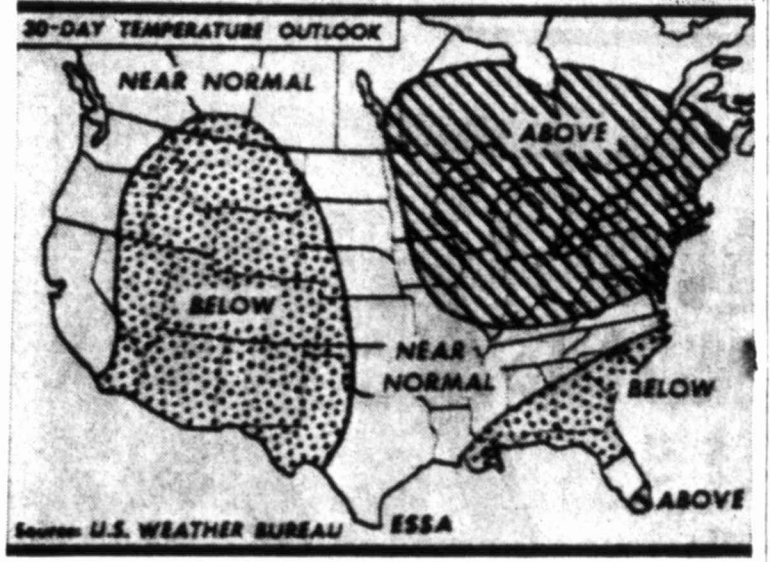 30-DAY TEMPERATURE OUTLOOK
NEAR NORMAL
ABOVE
BELOW
NEAR
NORMAL
BELOW
ABOVE
Source: U.S. WEATHER BUREAU
ESSA